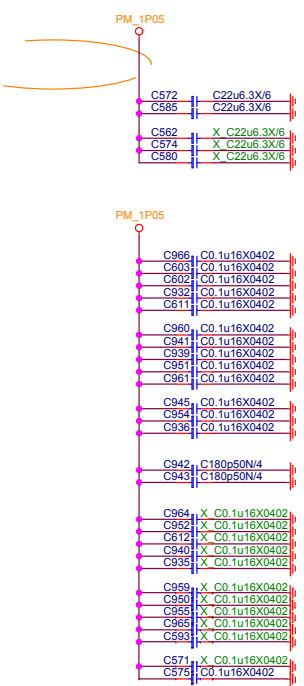 PM_1P05
C572 C22u6.3X/6
C585 C22u6.3X/6
C562 X_C22u6.3X/6
C574 X_C22u6.3X/6
C580 X_C22u6.3X/6
PM_1P05
C966 C0.1u16X0402
C603 C0.1u16X0402
C602 C0.1u16X0402
C932 C0.1u16X0402
C611 C0.1u16X0402
C960 C0.1u16X0402
C941 C0.1u16X0402
C939 C0.1u16X0402
C951 C0.1u16X0402
C961 C0.1u16X0402
C945 C0.1u16X0402
C954 C0.1u16X0402
C936 C0.1u16X0402
C942 C180p50N/4
C943 C180p50N/4
C964 X_C0.1u16X0402
C952 X_C0.1u16X0402
C612 X_C0.1u16X0402
C940 X_C0.1u16X0402
C935 X_C0.1u16X0402
C959 X_C0.1u16X0402
C950 X_C0.1u16X0402
C955 X_C0.1u16X0402
C965 X_C0.1u16X0402
C593 X_C0.1u16X0402
C571 X_C0.1u16X0402
C575 C0.1u16X0402